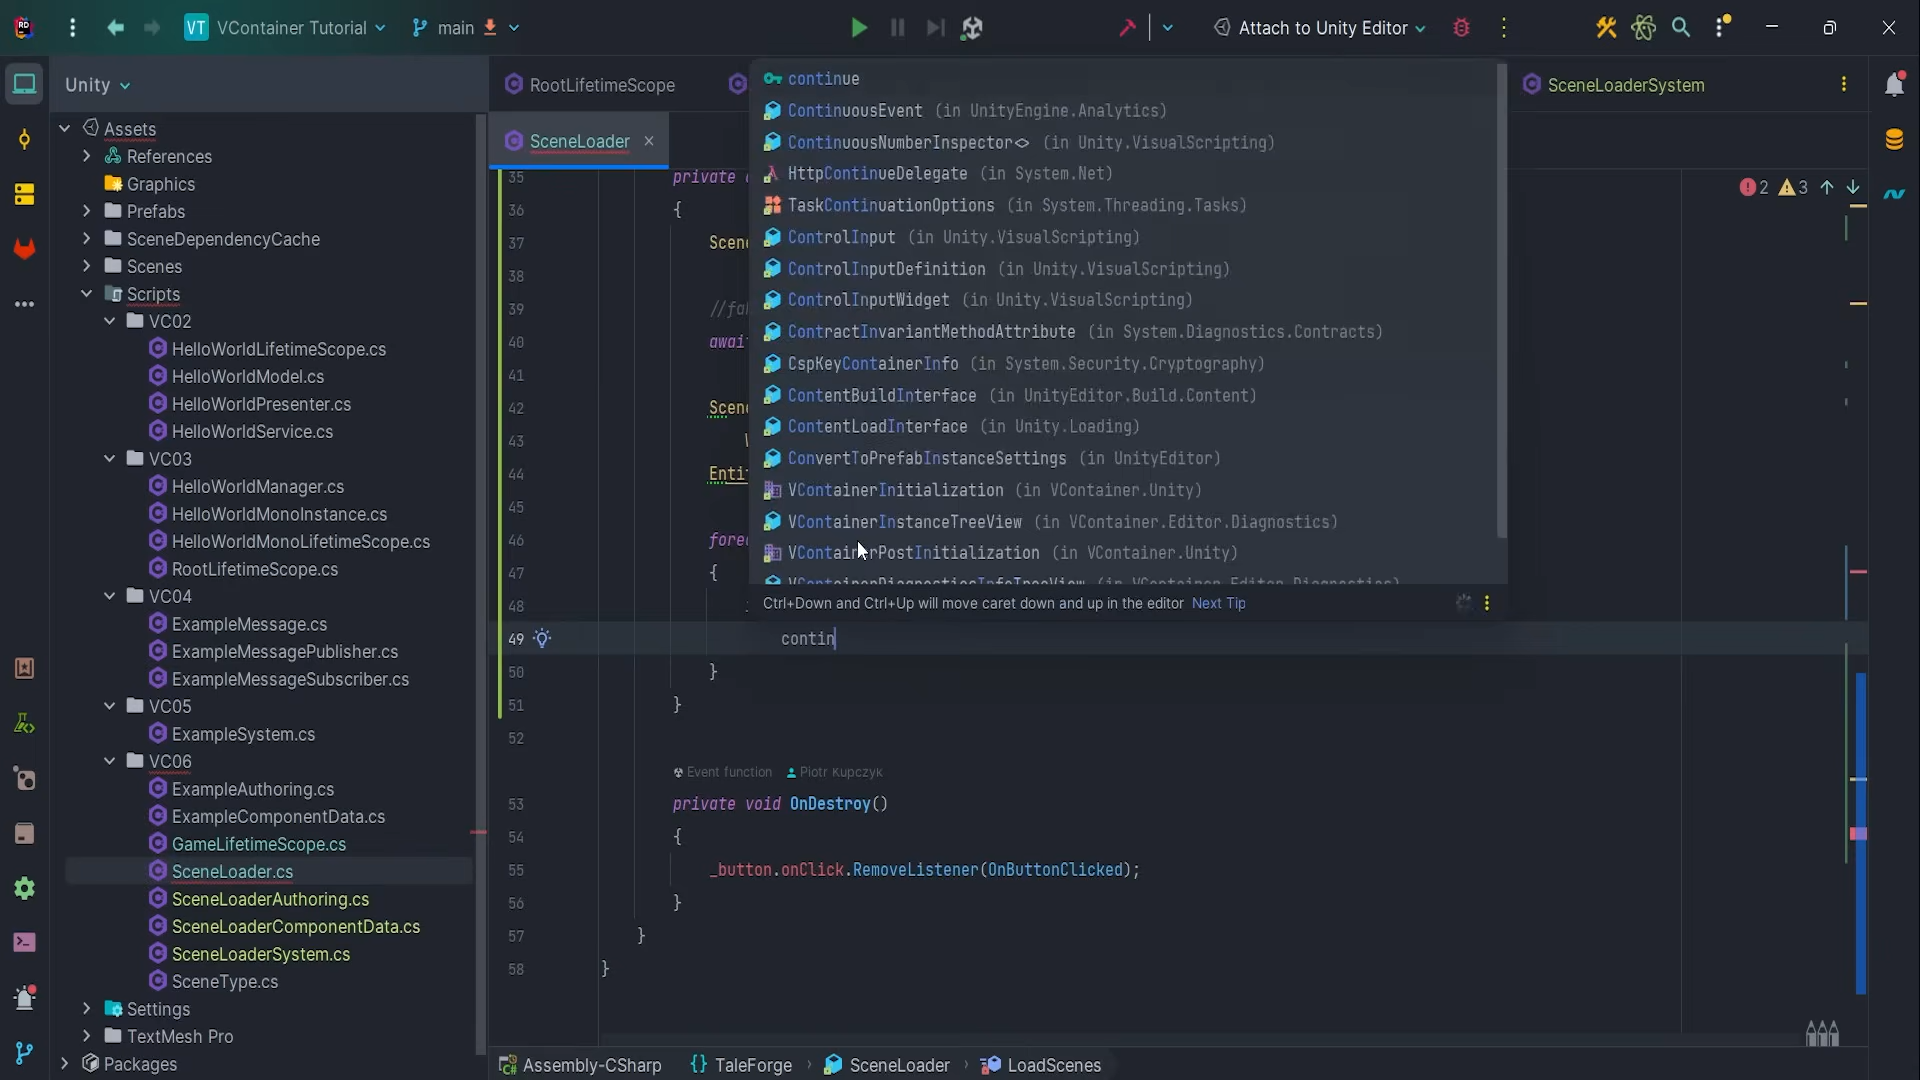 VT VContainer Tutorial main Attach to Unity Editor
Unity
Assets
References
Graphics
Prefabs
SceneDependencyCache
Scenes
Scripts
VC02
HelloWorldLifetimeScope.cs
HelloWorldModel.cs
HelloWorldPresenter.cs
HelloWorldService.cs
VC03
HelloWorldManager.cs
HelloWorldMonoInstance.cs
HelloWorldMonoLifetimeScope.cs
RootLifetimeScope.cs
VC04
ExampleMessage.cs
ExampleMessagePublisher.cs
ExampleMessageSubscriber.cs
VC05
ExampleSystem.cs
VC06
ExampleAuthoring.cs
ExampleComponentData.cs
GameLifetimeScope.cs
SceneLoader.cs
SceneLoaderAuthoring.cs
SceneLoaderComponentData.cs
SceneLoaderSystem.cs
SceneType.cs
Settings
TextMesh Pro
Packages
RootLifetimeScope SceneLoaderSystem
SceneLoader
2 3
continue
ContinuousEvent (in UnityEngine.Analytics)
ContinuousNumberInspector<> (in Unity.VisualScripting)
HttpContinueDelegate (in System.Net)
TaskContinuationOptions (in System.Threading.Tasks)
ControlInput (in Unity.VisualScripting)
ControlInputDefinition (in Unity.VisualScripting)
ControlInputWidget (in Unity.VisualScripting)
ContractInvariantMethodAttribute (in System.Diagnostics.Contracts)
CspKeyContainerInfo (in System.Security.Cryptography)
ContentBuildInterface (in UnityEditor.Build.Content)
ContentLoadInterface (in Unity.Loading)
ConvertToPrefabInstanceSettings (in UnityEditor)
VContainerInitialization (in VContainer.Unity)
VContainerInstanceTreeView (in VContainer.Editor.Diagnostics)
VContainerPostInitialization (in VContainer.Unity)
VContainerDiagnosticsInfoTreeView (in VContainer.Editor.Diagnostics)
Ctrl+Down and Ctrl+Up will move caret down and up in the editor Next Tip
35 private
36 {
37 Scene
38
39 //fa
40 awai
41
42 Scene
43
44 Enti
45
46 fore
47 {
48
49 contin
50 }
51 }
52
Event function Piotr Kupczyk
53 private void OnDestroy()
54 {
55 _button.onClick.RemoveListener(OnButtonClicked);
56 }
57 }
58 }
Assembly-CSharp {} TaleForge SceneLoader LoadScenes